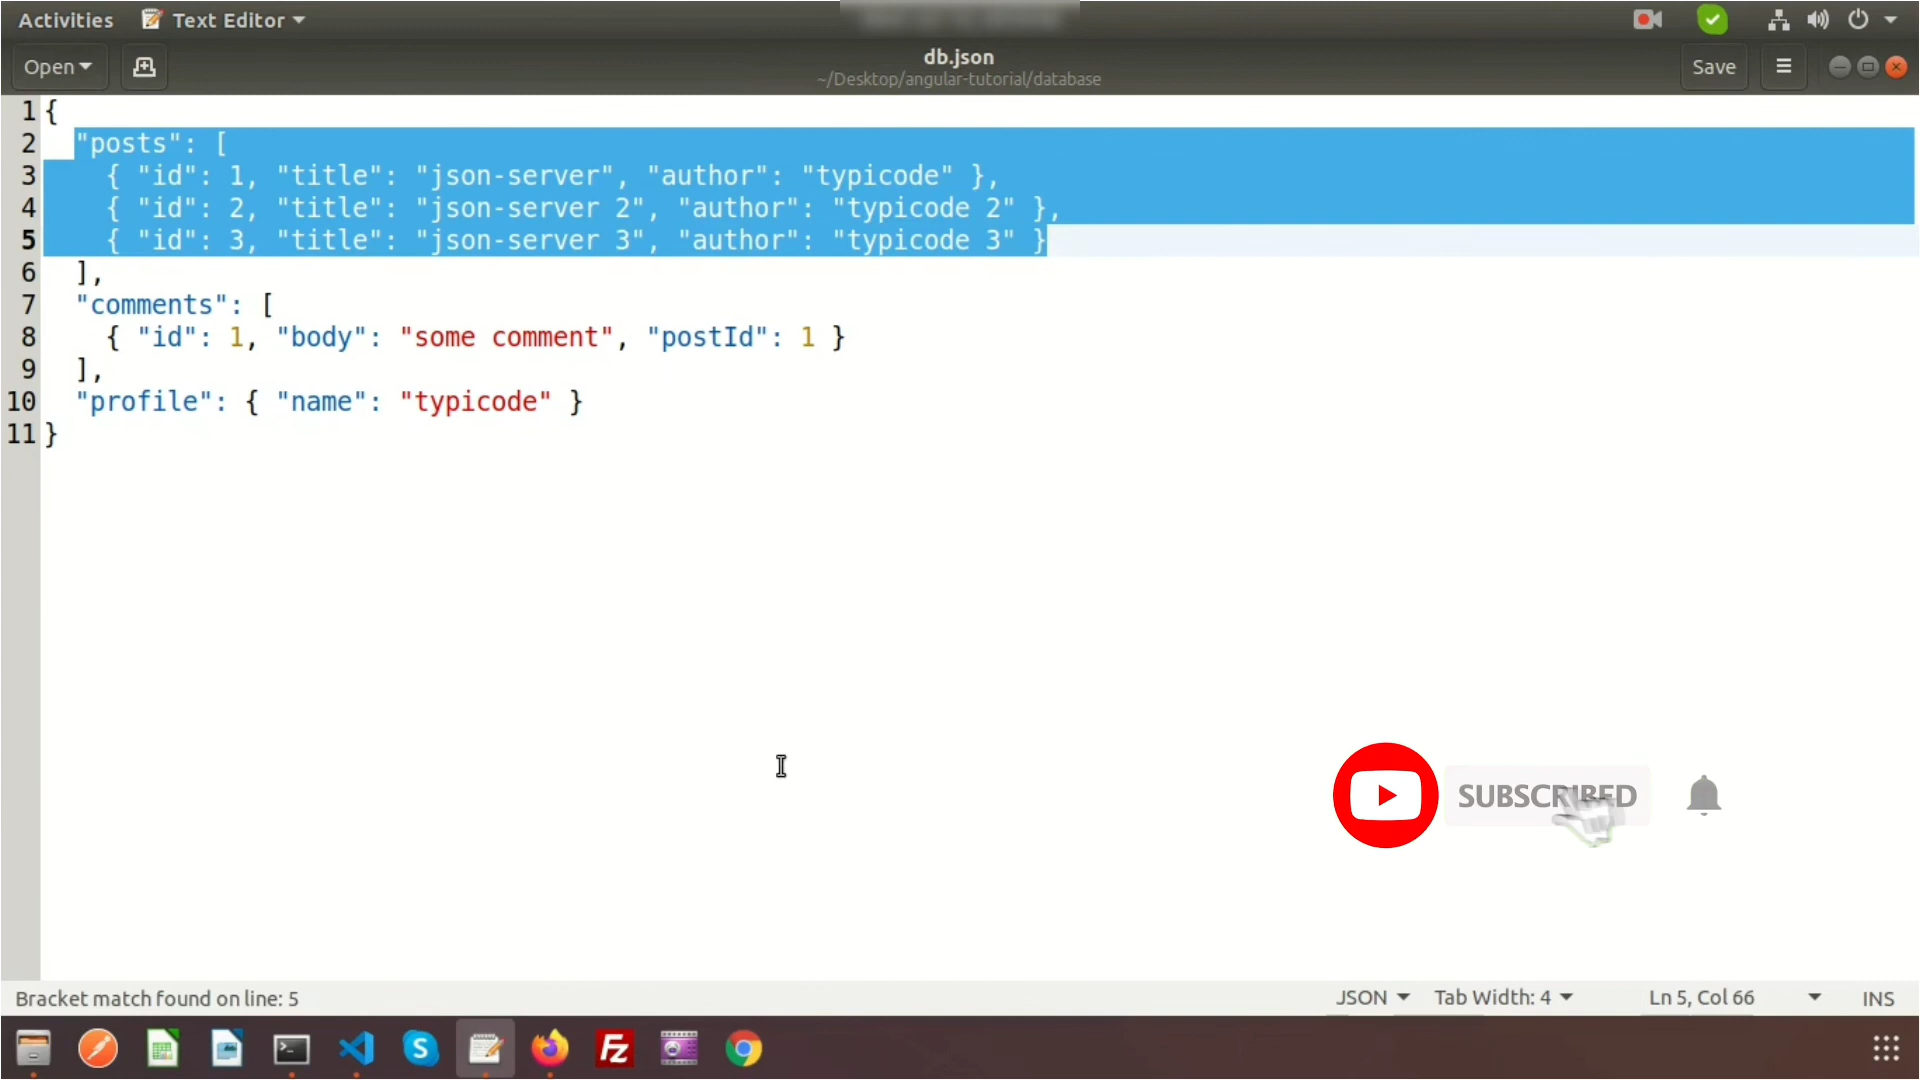 Activities Text Editor
Open db.json Save
~/Desktop/angular-tutorial/database
1 {
2 "posts": [
3 { "id": 1, "title": "json-server", "author": "typicode" },
4 { "id": 2, "title": "json-server 2", "author": "typicode 2" },
5 { "id": 3, "title": "json-server 3", "author": "typicode 3" }
6 ],
7 "comments": [
8 { "id": 1, "body": "some comment", "postId": 1 }
9 ],
10 "profile": { "name": "typicode" }
11 }
SUBSCRIBED
Bracket match found on line: 5 JSON Tab Width: 4 Ln 5, Col 66 INS
S Fz